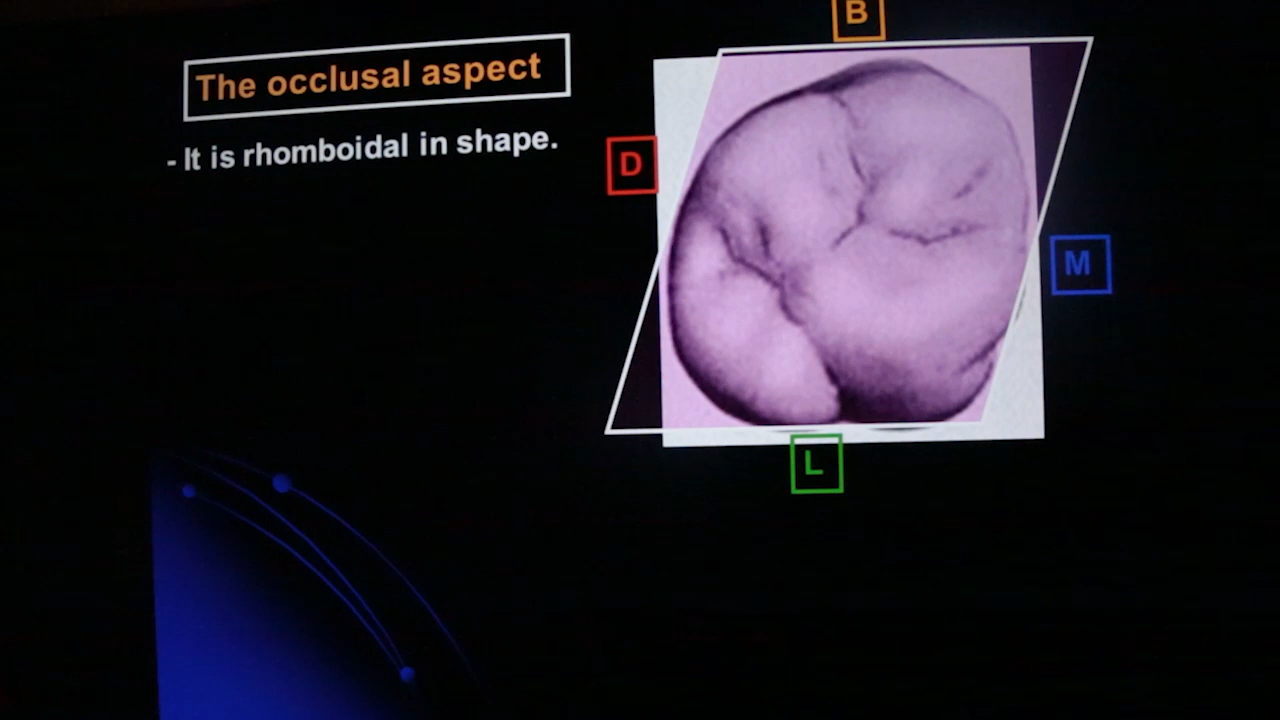 B
The occlusal aspect
- It is rhomboidal in shape.
D
M
L